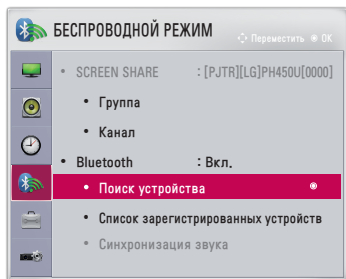 БЕСПРОВОДНОЙ РЕЖИМ
Переместить OK
• SCREEN SHARE : [PJTR][LG]PH450U[0000]
• Группа
• Канал
• Bluetooth : Вкл.
• Поиск устройства
• Список зарегистрированных устройств
• Синхронизация звука